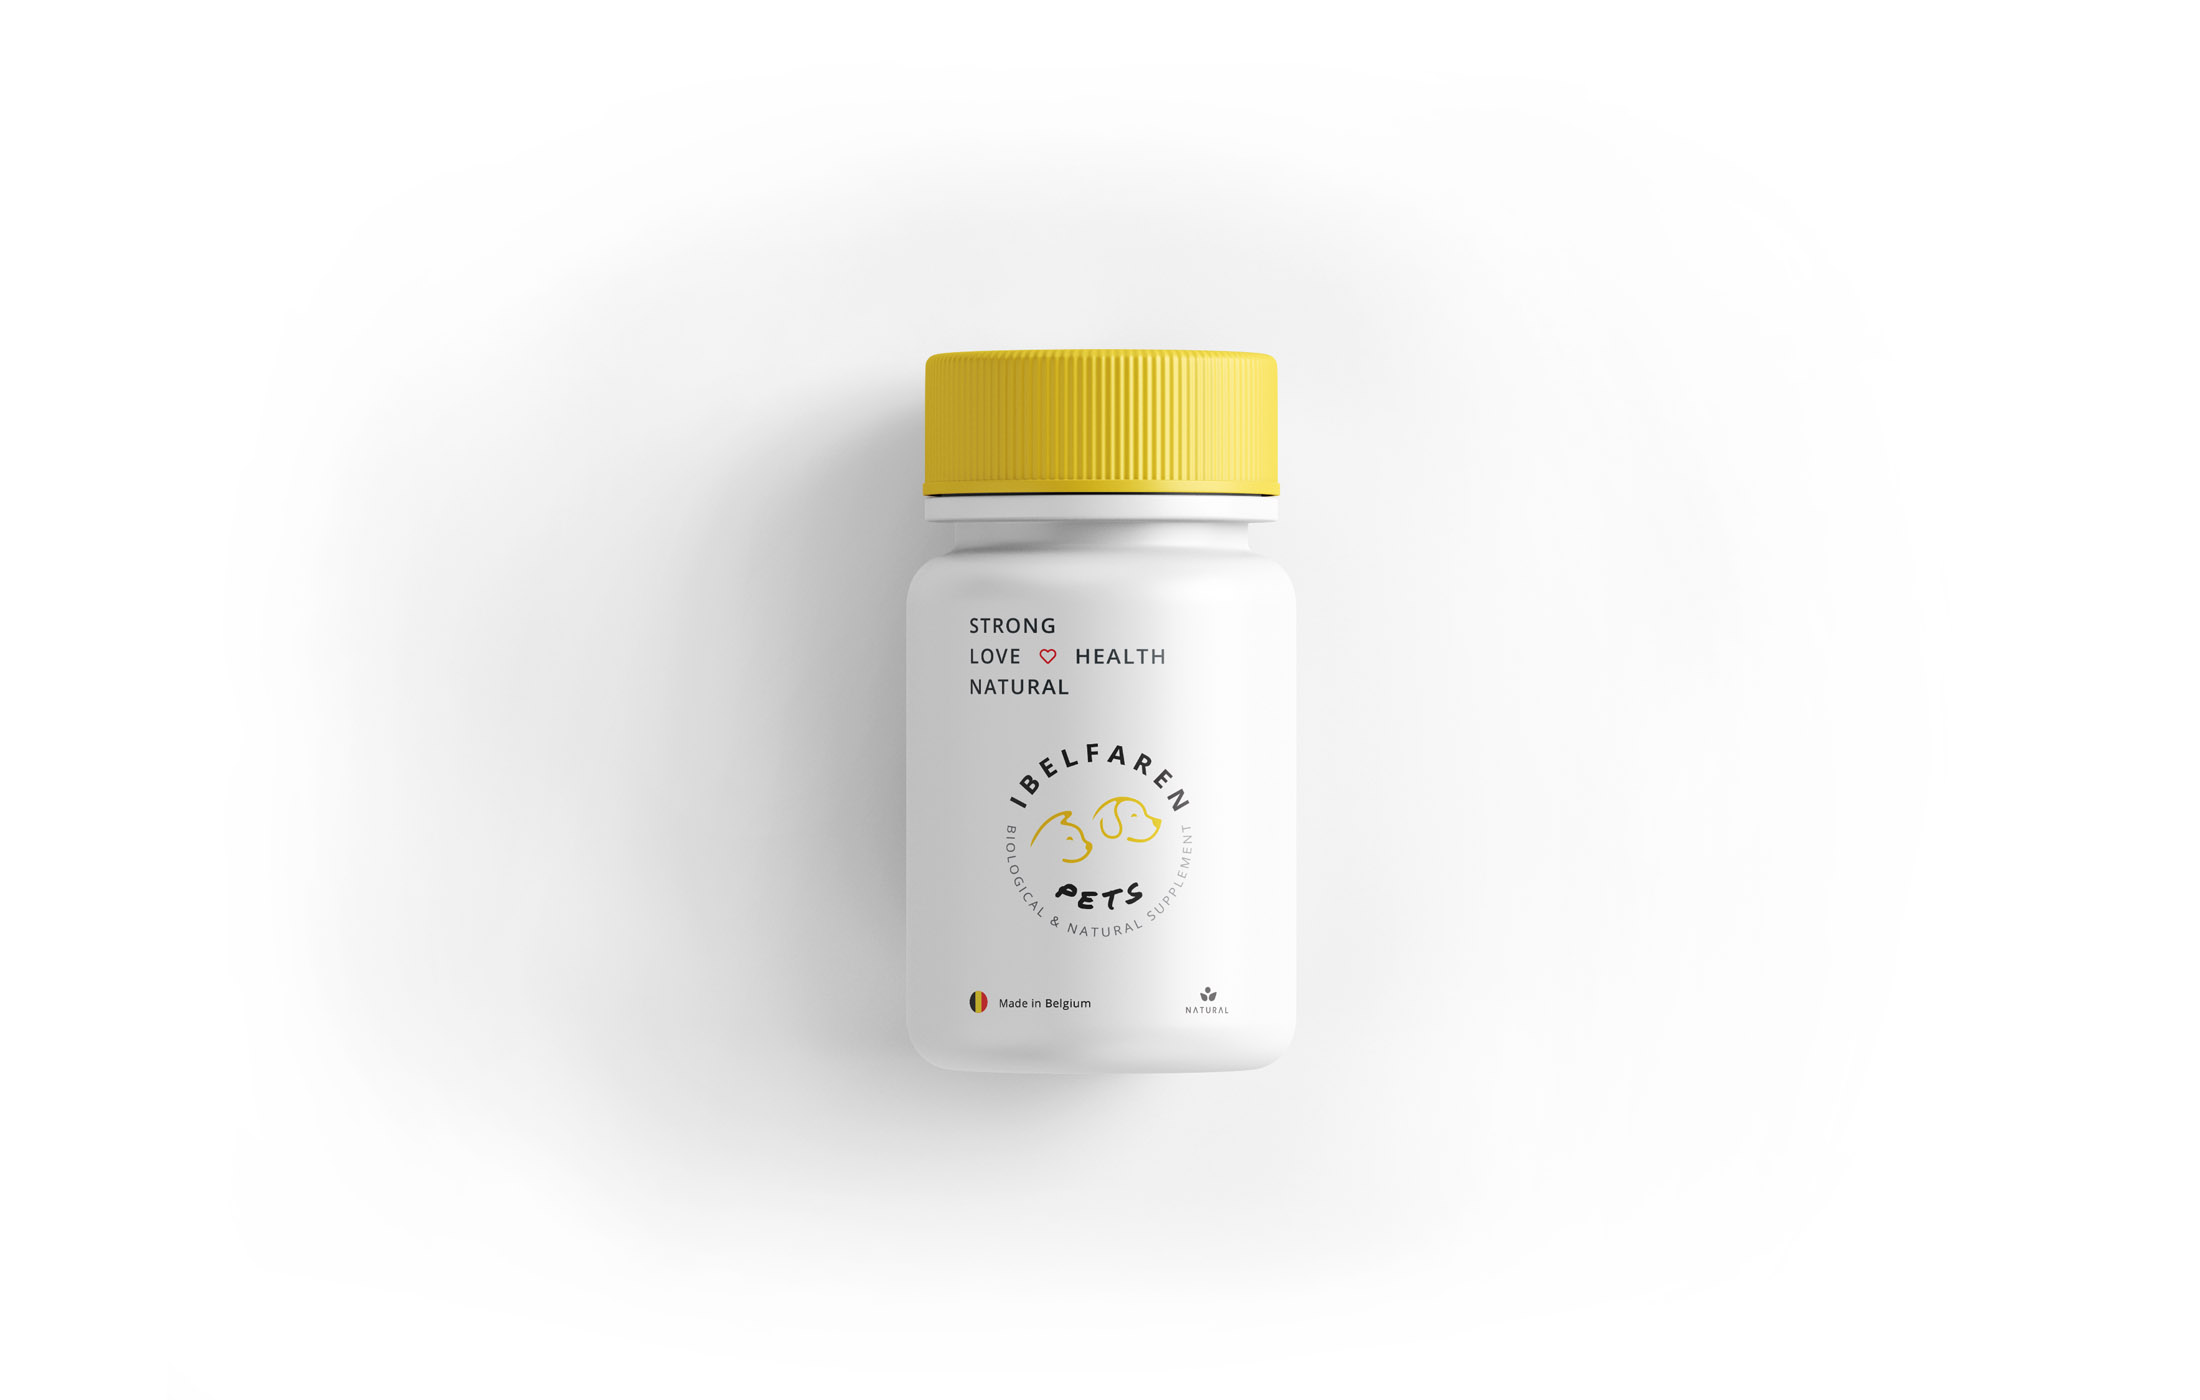 STRONG
LOVE ♡ HEALTH
NATURAL
IBELFAREN
PETS
BIOLOGICAL & NATURAL SUPPLEMENT
Made in Belgium
NATURAL